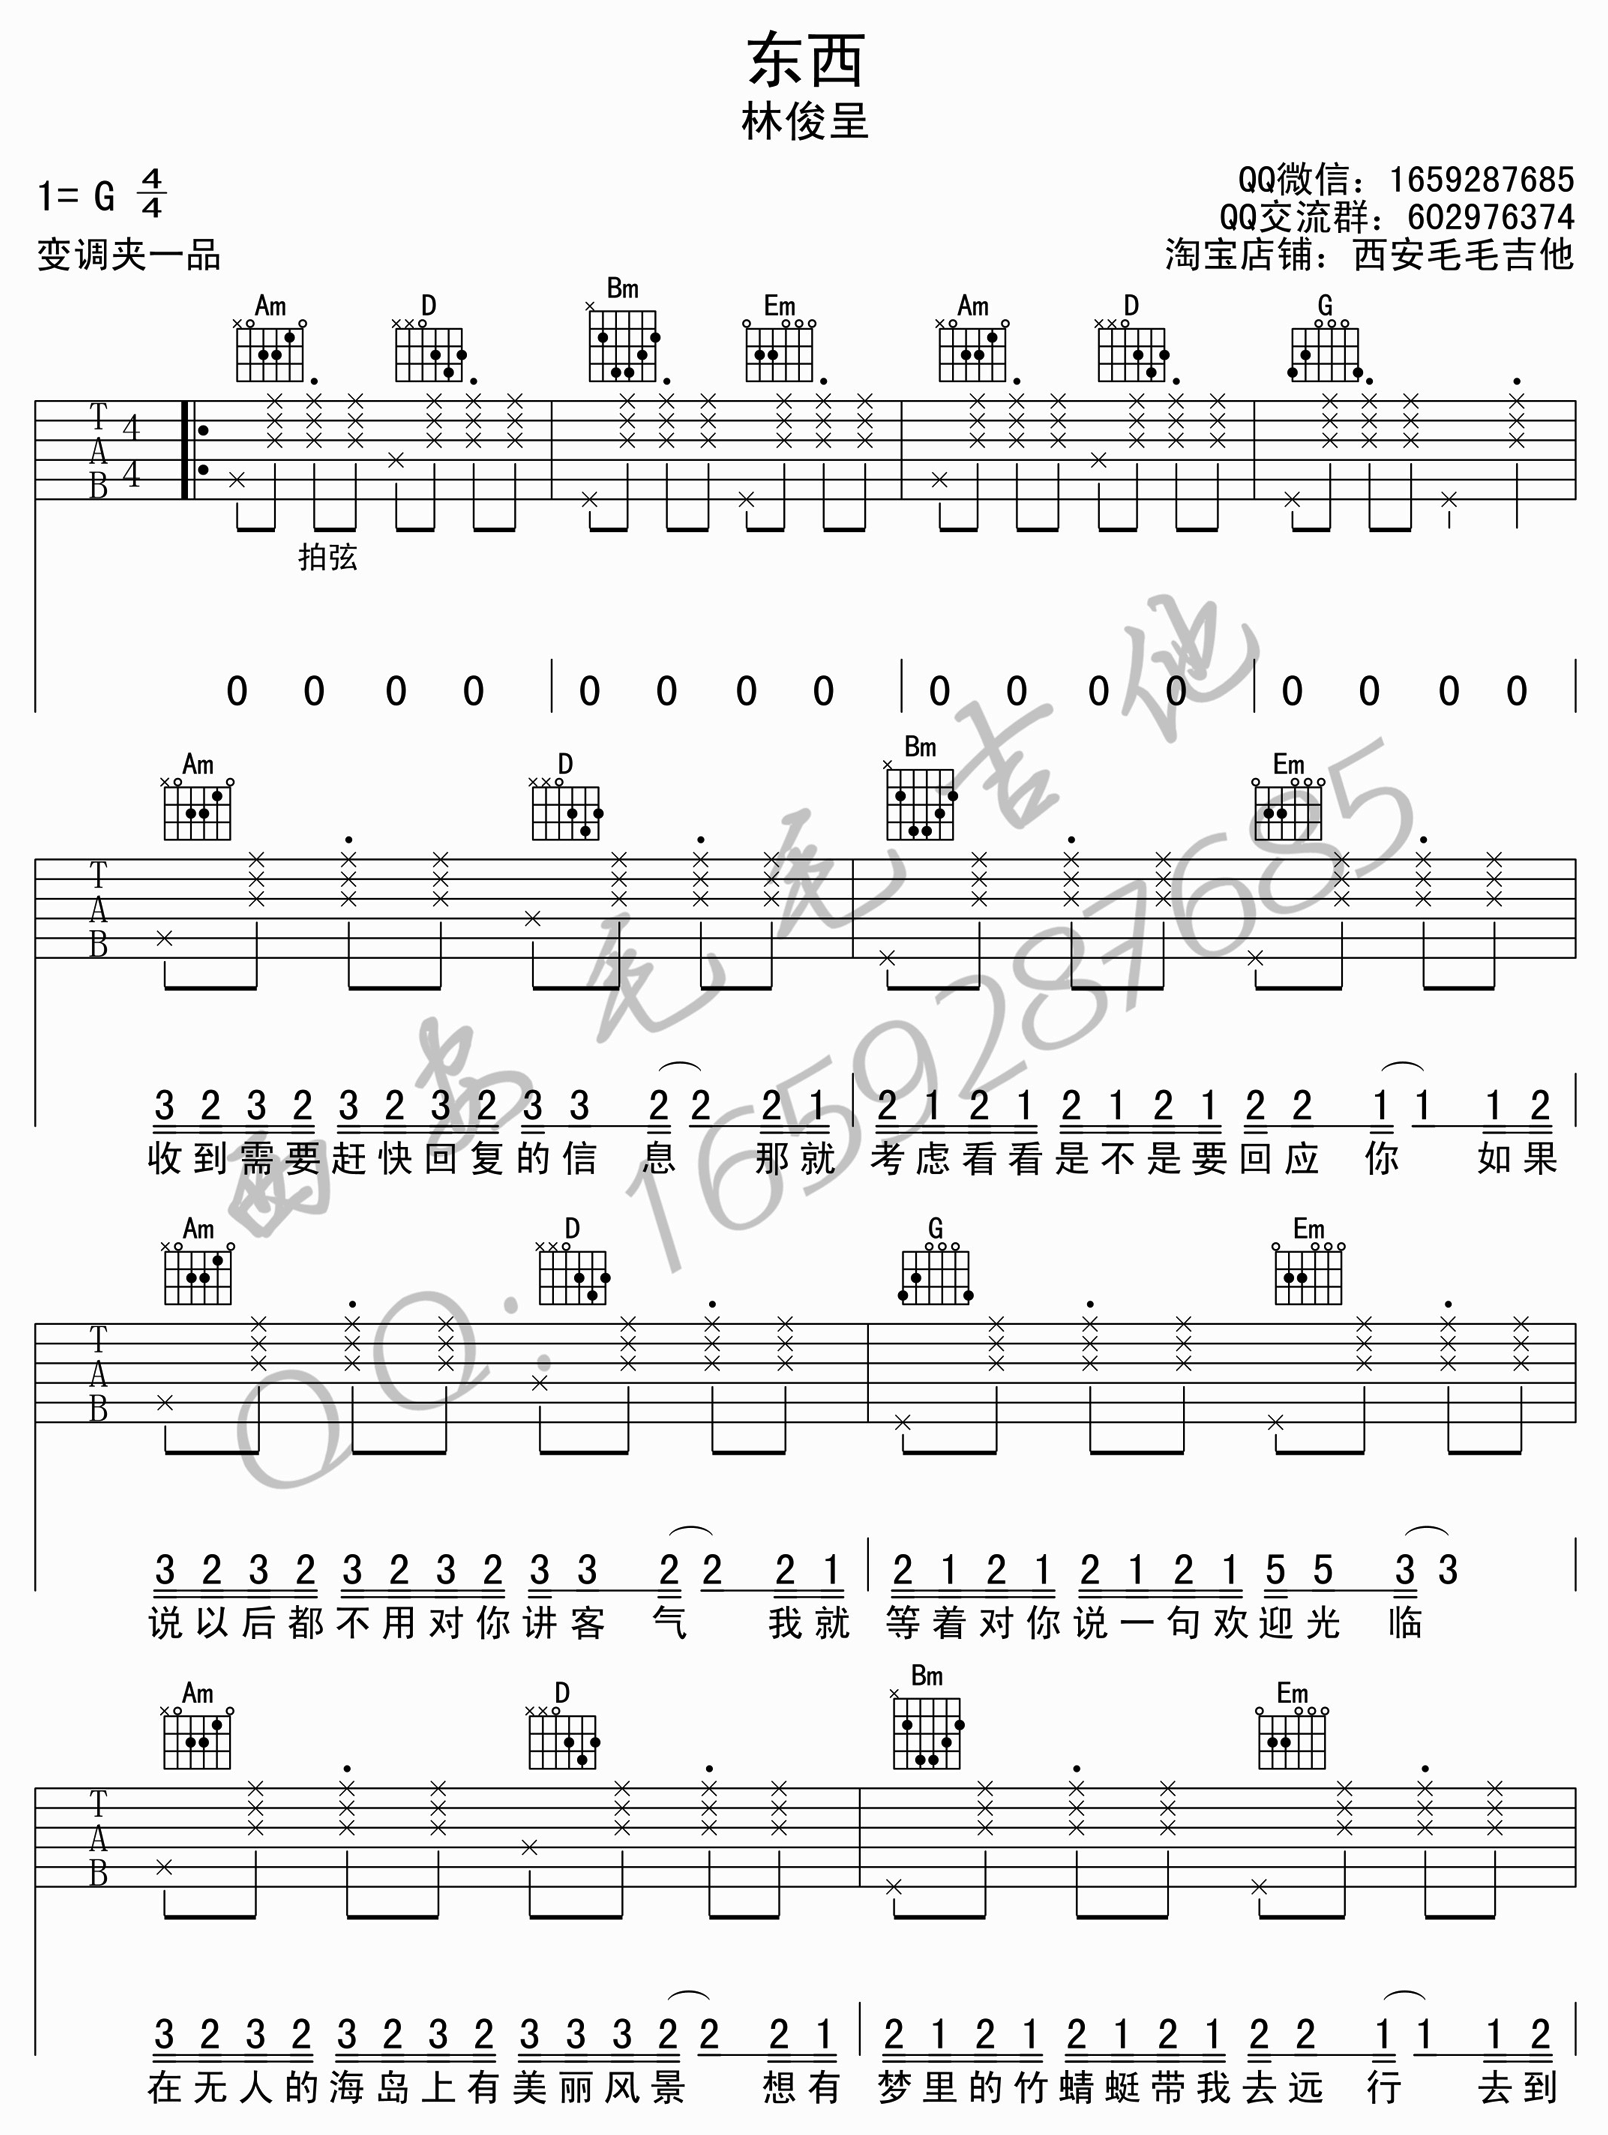 东西
林俊呈
1= G 4/4
QQ微信：1659287685
QQ交流群：602976374
变调夹一品
淘宝店铺：西安毛毛吉他
Am D Bm Em Am D G
T A B 4 4
拍弦
0 0 0 0 0 0 0 0 0 0 0 0 0 0 0 0
Am D Bm Em
T A B
3 2 3 2 3 2 3 2 3 3 2 2 2 1 2 1 2 1 2 1 2 1 2 2 1 1 1 2
收到需要赶快回复的信息 那就考虑看看是不是要回应你 如果
Am D G Em
T A B
3 2 3 2 3 2 3 2 3 3 2 2 2 1 2 1 2 1 2 1 2 1 5 5 3 3
说以后都不用对你讲客气 我就等着对你说一句欢迎光临
Am D Bm Em
T A B
3 2 3 2 3 2 3 2 3 3 3 2 2 2 1 2 1 2 1 2 1 2 1 2 2 1 1 1 2
在无人的海岛上有美丽风景 想有梦里的竹蜻蜓带我去远行 去到
西安毛毛吉他
QQ：1659287685